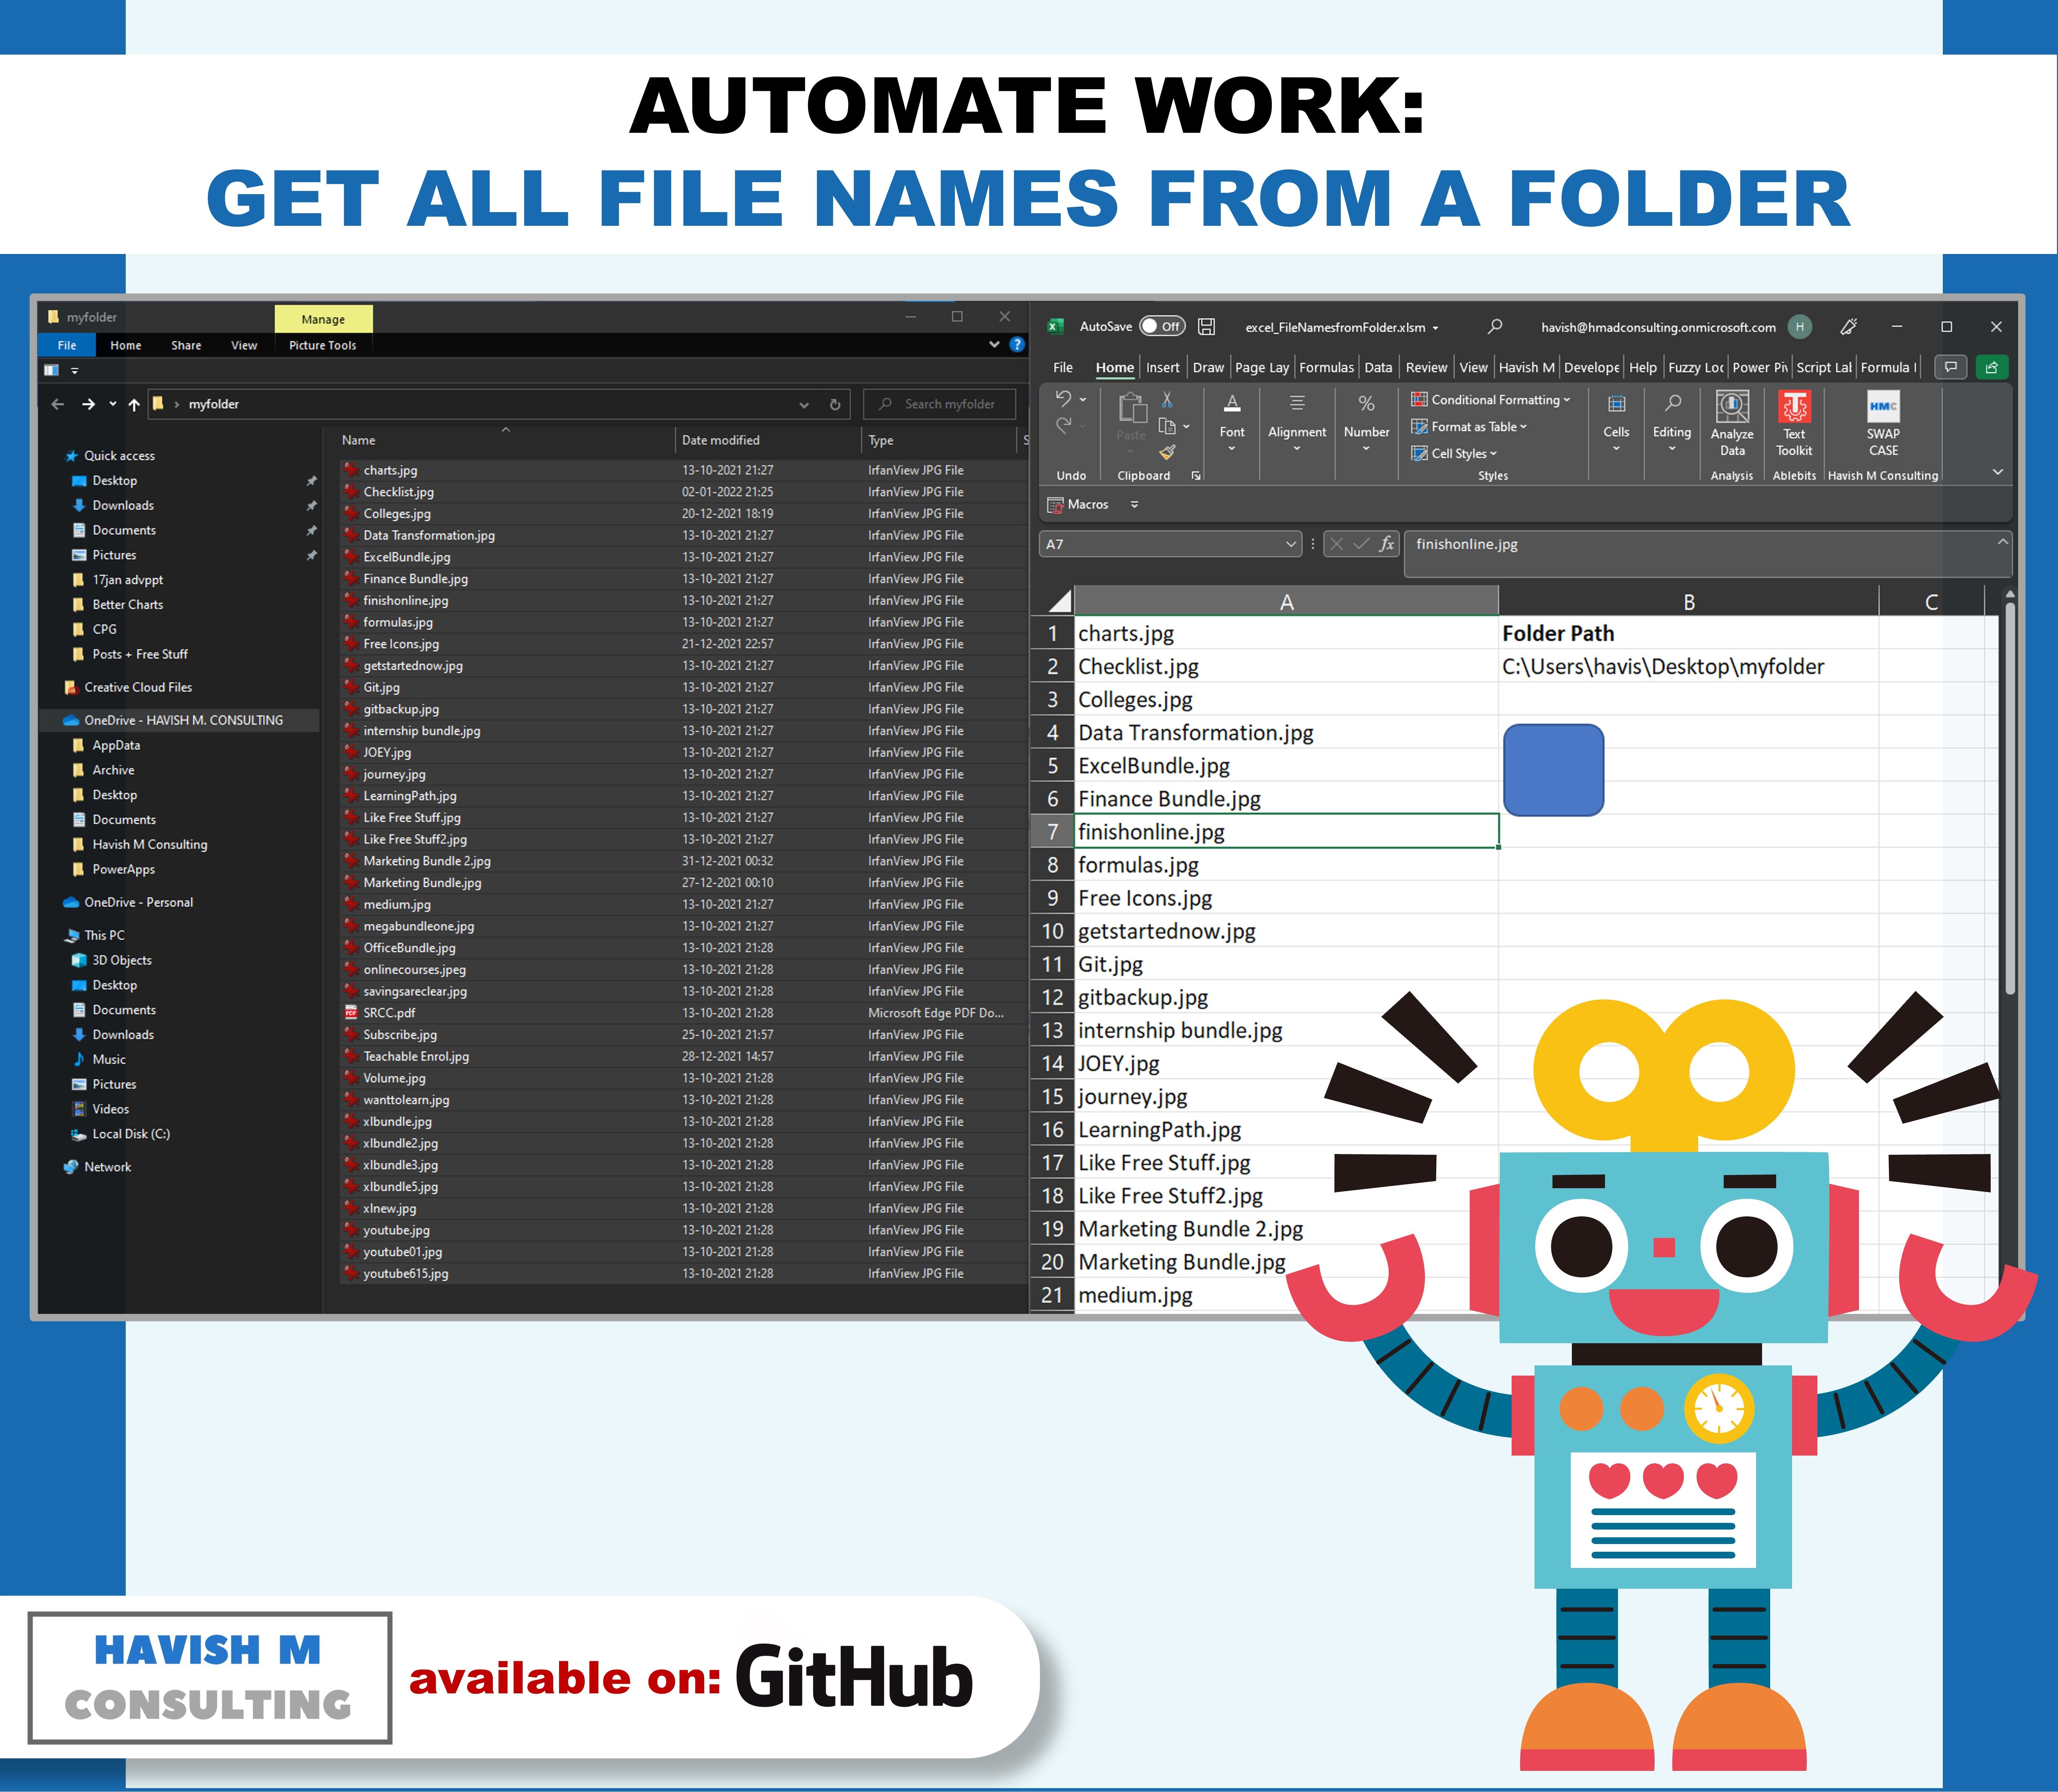 AUTOMATE WORK:
GET ALL FILE NAMES FROM A FOLDER
myfolder
Manage
File Home Share View Picture Tools
myfolder
Search myfolder
Name Date modified Type S
Quick access
Desktop
Downloads
Documents
Pictures
17jan advppt
Better Charts
CPG
Posts + Free Stuff
Creative Cloud Files
OneDrive - HAVISH M. CONSULTING
AppData
Archive
Desktop
Documents
Havish M Consulting
PowerApps
OneDrive - Personal
This PC
3D Objects
Desktop
Documents
Downloads
Music
Pictures
Videos
Local Disk (C:)
Network
charts.jpg 13-10-2021 21:27 IrfanView JPG File
Checklist.jpg 02-01-2022 21:25 IrfanView JPG File
Colleges.jpg 20-12-2021 18:19 IrfanView JPG File
Data Transformation.jpg 13-10-2021 21:27 IrfanView JPG File
ExcelBundle.jpg 13-10-2021 21:27 IrfanView JPG File
Finance Bundle.jpg 13-10-2021 21:27 IrfanView JPG File
finishonline.jpg 13-10-2021 21:27 IrfanView JPG File
formulas.jpg 13-10-2021 21:27 IrfanView JPG File
Free Icons.jpg 21-12-2021 22:57 IrfanView JPG File
getstartednow.jpg 13-10-2021 21:27 IrfanView JPG File
Git.jpg 13-10-2021 21:27 IrfanView JPG File
gitbackup.jpg 13-10-2021 21:27 IrfanView JPG File
internship bundle.jpg 13-10-2021 21:27 IrfanView JPG File
JOEY.jpg 13-10-2021 21:27 IrfanView JPG File
journey.jpg 13-10-2021 21:27 IrfanView JPG File
LearningPath.jpg 13-10-2021 21:27 IrfanView JPG File
Like Free Stuff.jpg 13-10-2021 21:27 IrfanView JPG File
Like Free Stuff2.jpg 13-10-2021 21:27 IrfanView JPG File
Marketing Bundle 2.jpg 31-12-2021 00:32 IrfanView JPG File
Marketing Bundle.jpg 27-12-2021 00:10 IrfanView JPG File
medium.jpg 13-10-2021 21:27 IrfanView JPG File
megabundleone.jpg 13-10-2021 21:27 IrfanView JPG File
OfficeBundle.jpg 13-10-2021 21:28 IrfanView JPG File
onlinecourses.jpeg 13-10-2021 21:28 IrfanView JPG File
savingsareclear.jpg 13-10-2021 21:28 IrfanView JPG File
SRCC.pdf 13-10-2021 21:28 Microsoft Edge PDF Do...
Subscribe.jpg 25-10-2021 21:57 IrfanView JPG File
Teachable Enrol.jpg 28-12-2021 14:57 IrfanView JPG File
Volume.jpg 13-10-2021 21:28 IrfanView JPG File
wanttolearn.jpg 13-10-2021 21:28 IrfanView JPG File
xlbundle.jpg 13-10-2021 21:28 IrfanView JPG File
xlbundle2.jpg 13-10-2021 21:28 IrfanView JPG File
xlbundle3.jpg 13-10-2021 21:28 IrfanView JPG File
xlbundle5.jpg 13-10-2021 21:28 IrfanView JPG File
xlnew.jpg 13-10-2021 21:28 IrfanView JPG File
youtube.jpg 13-10-2021 21:28 IrfanView JPG File
youtube01.jpg 13-10-2021 21:28 IrfanView JPG File
youtube615.jpg 13-10-2021 21:28 IrfanView JPG File
AutoSave Off excel_FileNamesfromFolder.xlsm havish@hmadconsulting.onmicrosoft.com H
File Home Insert Draw Page Lay Formulas Data Review View Havish M Develope Help Fuzzy Loc Power Piv Script Lal Formula I
Paste
Font
Alignment
%
Number
Conditional Formatting
Format as Table
Cell Styles
Cells
Editing
Analyze Data
Text Toolkit
HMC
SWAP CASE
Undo Clipboard Styles Analysis Ablebits Havish M Consulting
Macros
A7 fx finishonline.jpg
A B C
1 charts.jpg Folder Path
2 Checklist.jpg C:\Users\havis\Desktop\myfolder
3 Colleges.jpg
4 Data Transformation.jpg
5 ExcelBundle.jpg
6 Finance Bundle.jpg
7 finishonline.jpg
8 formulas.jpg
9 Free Icons.jpg
10 getstartednow.jpg
11 Git.jpg
12 gitbackup.jpg
13 internship bundle.jpg
14 JOEY.jpg
15 journey.jpg
16 LearningPath.jpg
17 Like Free Stuff.jpg
18 Like Free Stuff2.jpg
19 Marketing Bundle 2.jpg
20 Marketing Bundle.jpg
21 medium.jpg
HAVISH M
CONSULTING
available on: GitHub